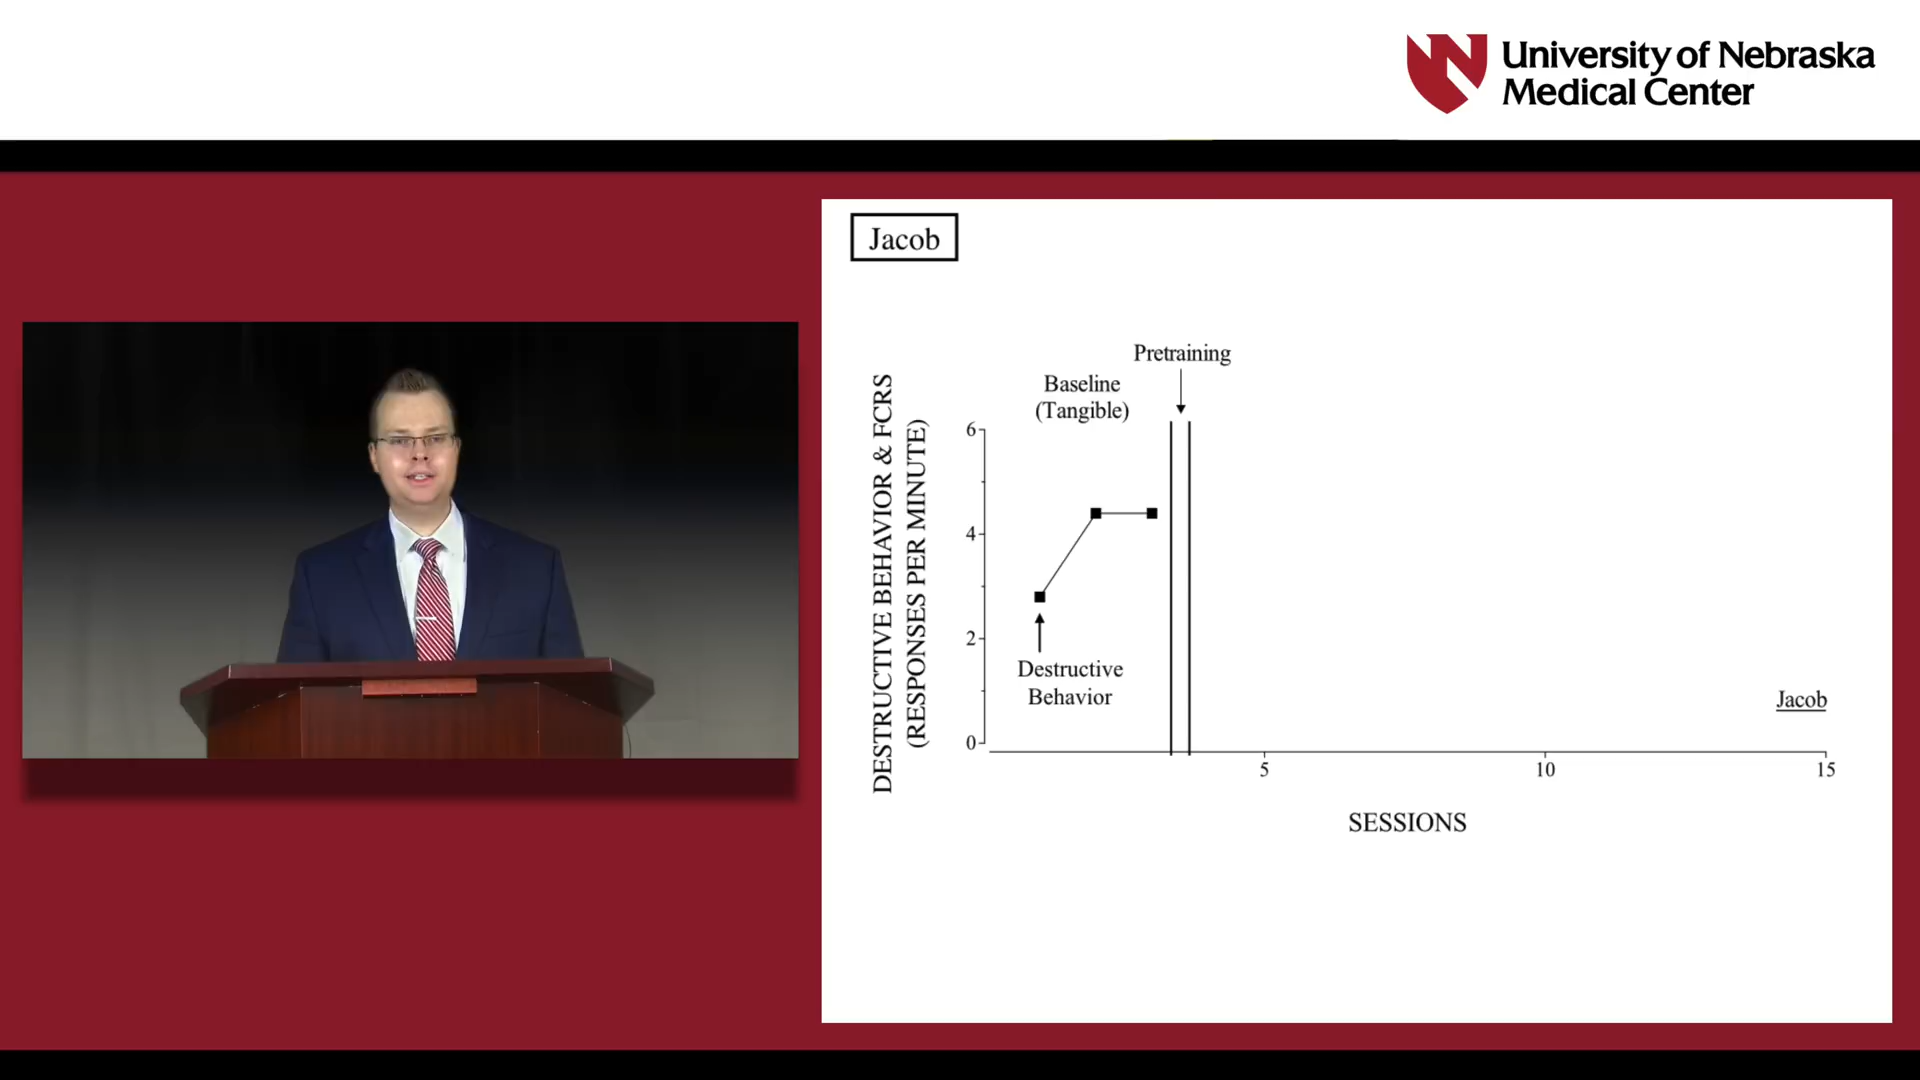 University of Nebraska
Medical Center
Jacob
Pretraining
Baseline
(Tangible)
DESTRUCTIVE BEHAVIOR & FCRS
(RESPONSES PER MINUTE)
6
4
2
0
Destructive
Behavior
Jacob
5
10
15
SESSIONS